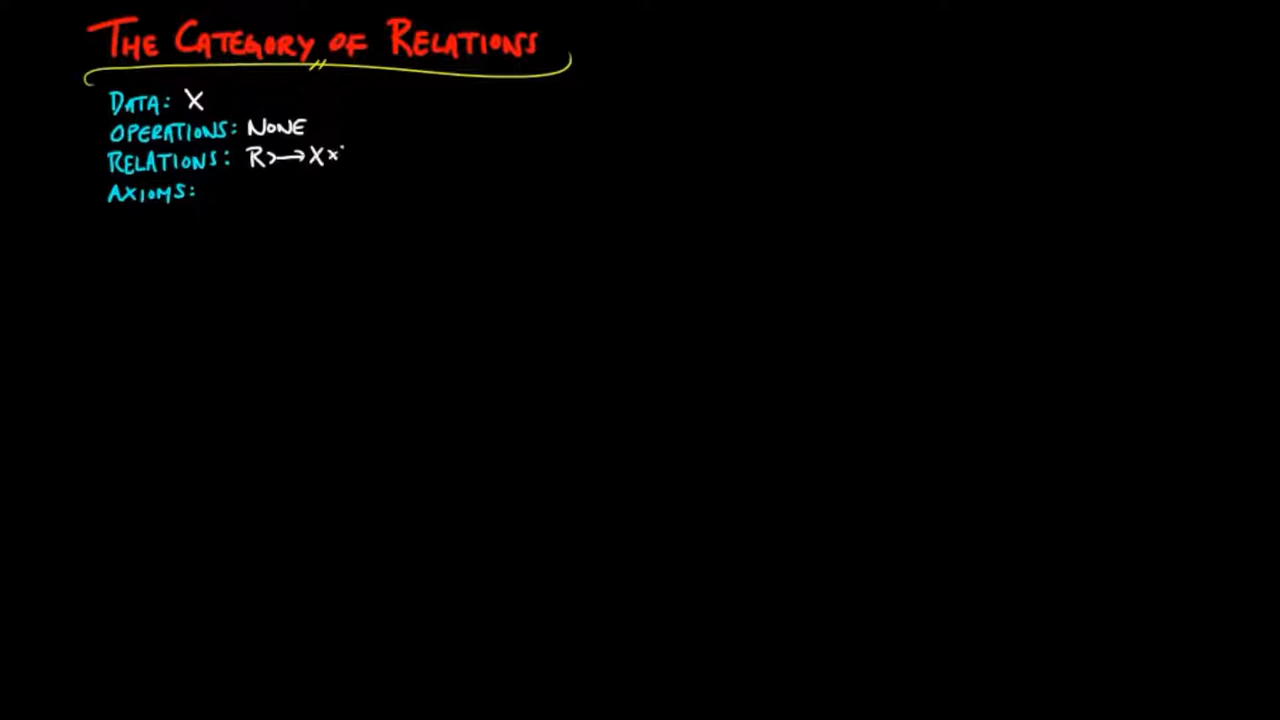 THE CATEGORY OF RELATIONS
DATA: X
OPERATIONS: NONE
RELATIONS: R↣X×
AXIOMS: